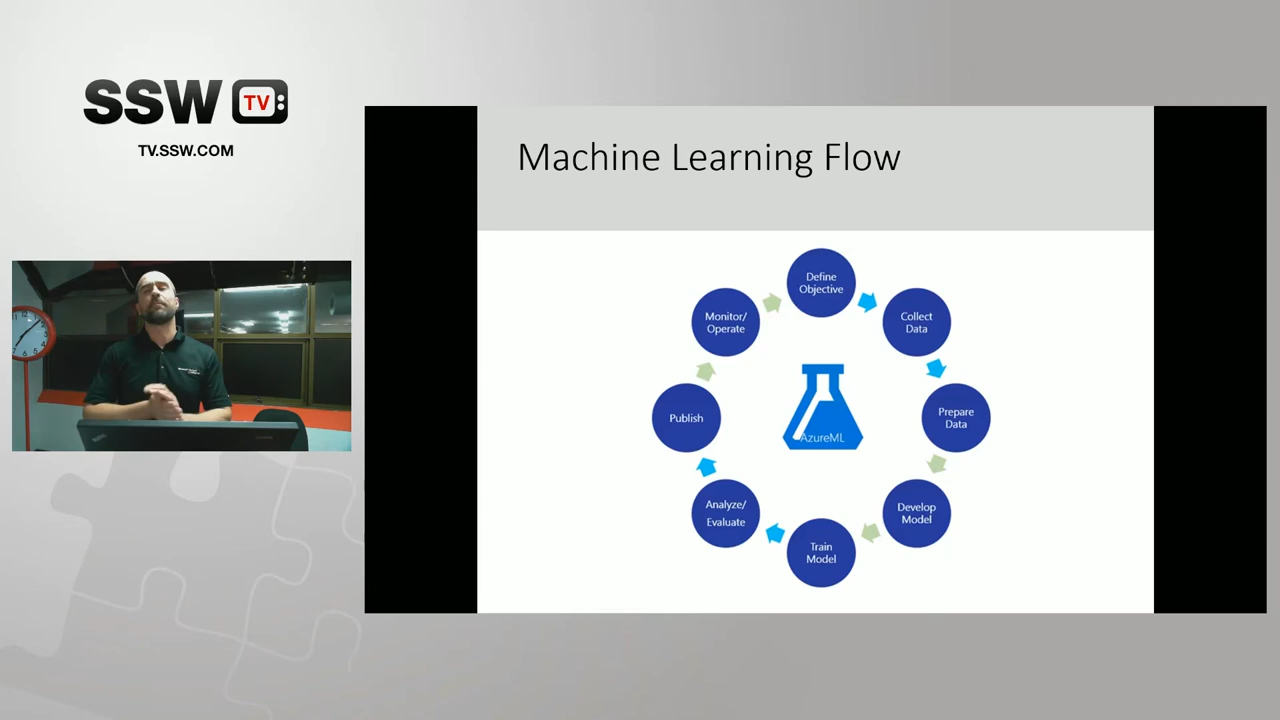 SSW TV
TV.SSW.COM
Machine Learning Flow
Define
Objective
Collect
Data
Prepare
Data
Develop
Model
Train
Model
Analyze/
Evaluate
Publish
Monitor/
Operate
AzureML